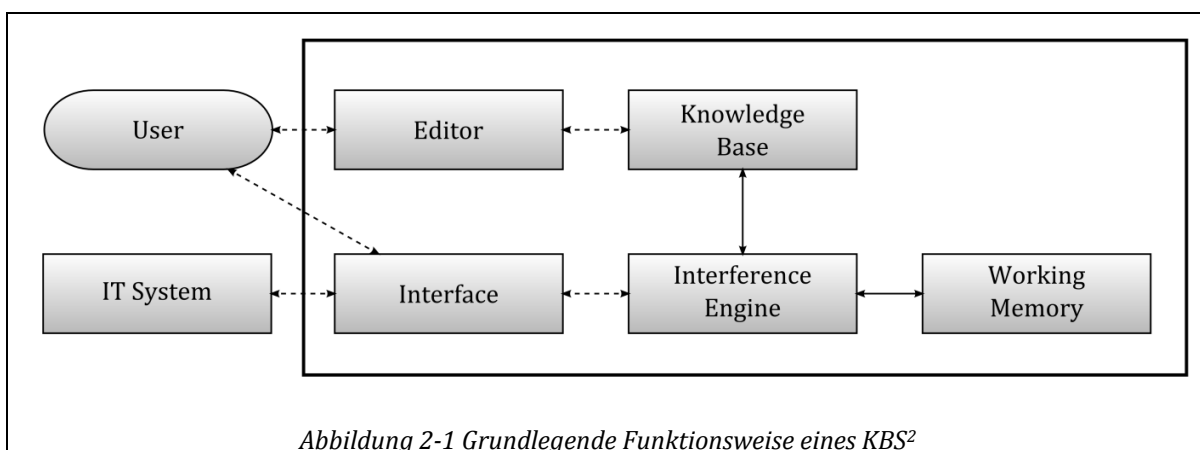 User
Editor
Knowledge
Base
IT System
Interface
Interference
Engine
Working
Memory
Abbildung 2-1 Grundlegende Funktionsweise eines KBS²